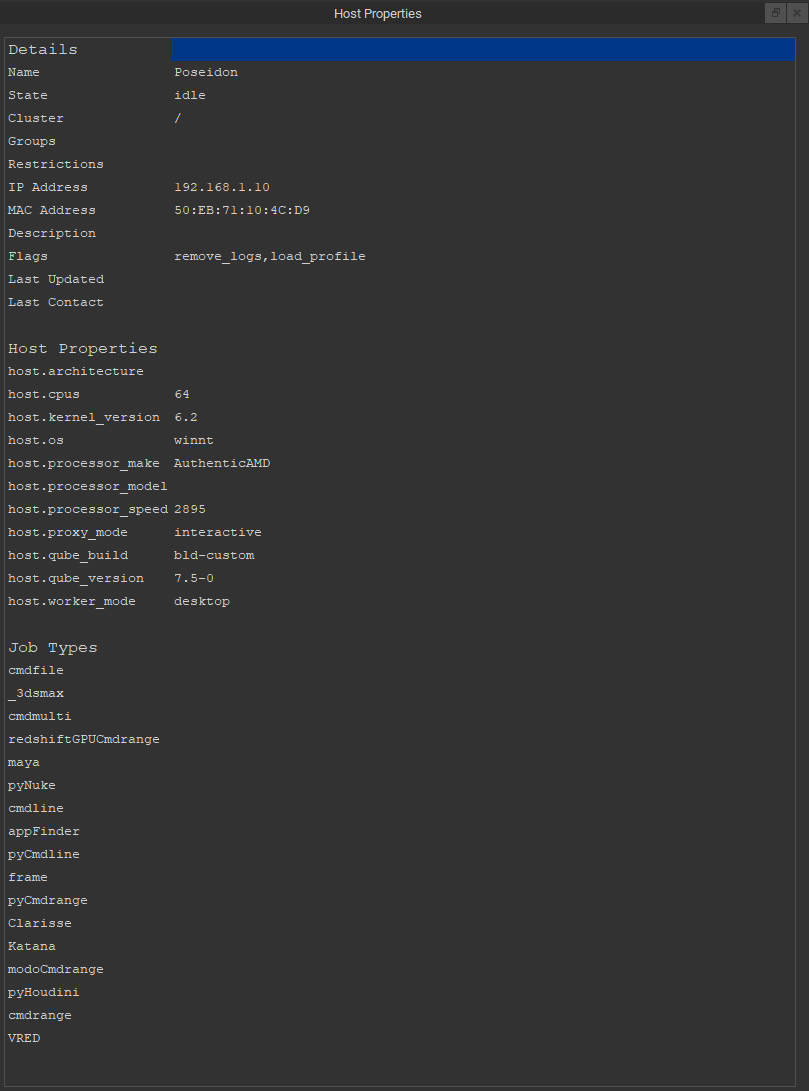 Host Properties
Details
Name Poseidon
State idle
Cluster /
Groups
Restrictions
IP Address 192.168.1.10
MAC Address 50:EB:71:10:4C:D9
Description
Flags remove_logs,load_profile
Last Updated
Last Contact
Host Properties
host.architecture
host.cpus 64
host.kernel_version 6.2
host.os winnt
host.processor_make AuthenticAMD
host.processor_model
host.processor_speed 2895
host.proxy_mode interactive
host.qube_build bld-custom
host.qube_version 7.5-0
host.worker_mode desktop
Job Types
cmdfile
_3dsmax
cmdmulti
redshiftGPUCmdrange
maya
pyNuke
cmdline
appFinder
pyCmdline
frame
pyCmdrange
Clarisse
Katana
modoCmdrange
pyHoudini
cmdrange
VRED